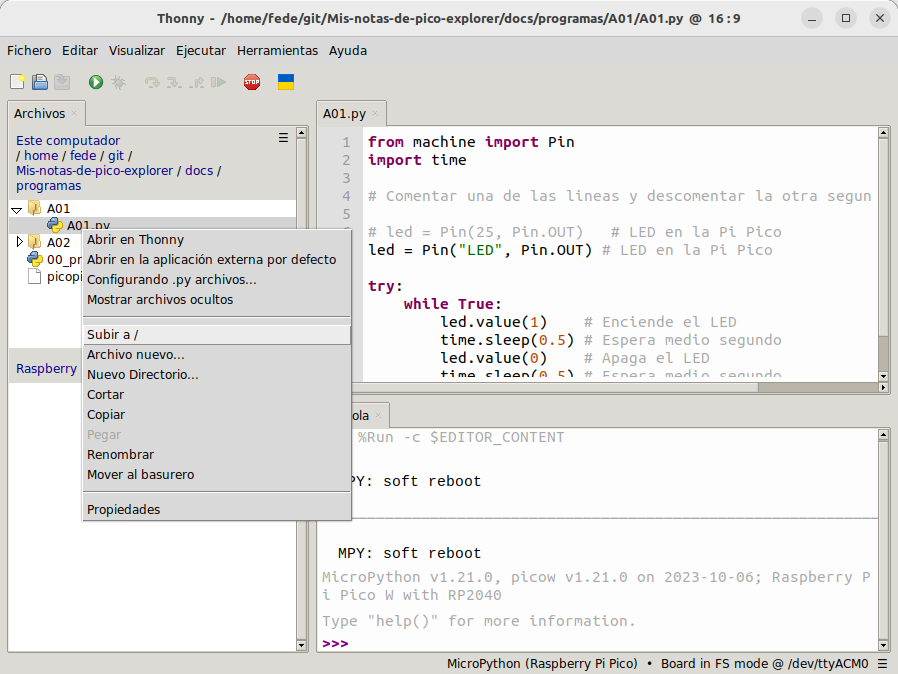 Thonny - /home/fede/git/Mis-notas-de-pico-explorer/docs/programas/A01/A01.py @ 16:9
Fichero Editar Visualizar Ejecutar Herramientas Ayuda
STOP
Archivos
Este computador
/ home / fede / git /
Mis-notas-de-pico-explorer / docs /
programas
A01
A01.py
A02
00_pr
picopi
Raspberry
Abrir en Thonny
Abrir en la aplicación externa por defecto
Configurando .py archivos...
Mostrar archivos ocultos
Subir a /
Archivo nuevo...
Nuevo Directorio...
Cortar
Copiar
Pegar
Renombrar
Mover al basurero
Propiedades
A01.py
1 from machine import Pin
2 import time
3
4 # Comentar una de las lineas y descomentar la otra segun
5
# led = Pin(25, Pin.OUT) # LED en la Pi Pico
led = Pin("LED", Pin.OUT) # LED en la Pi Pico
try:
while True:
led.value(1) # Enciende el LED
time.sleep(0.5) # Espera medio segundo
led.value(0) # Apaga el LED
time.sleep(0.5) # Espera medio segundo
ola
%Run -c $EDITOR_CONTENT
PY: soft reboot
MPY: soft reboot
MicroPython v1.21.0, picow v1.21.0 on 2023-10-06; Raspberry P
i Pico W with RP2040
Type "help()" for more information.
>>>
MicroPython (Raspberry Pi Pico) • Board in FS mode @ /dev/ttyACM0 ☰